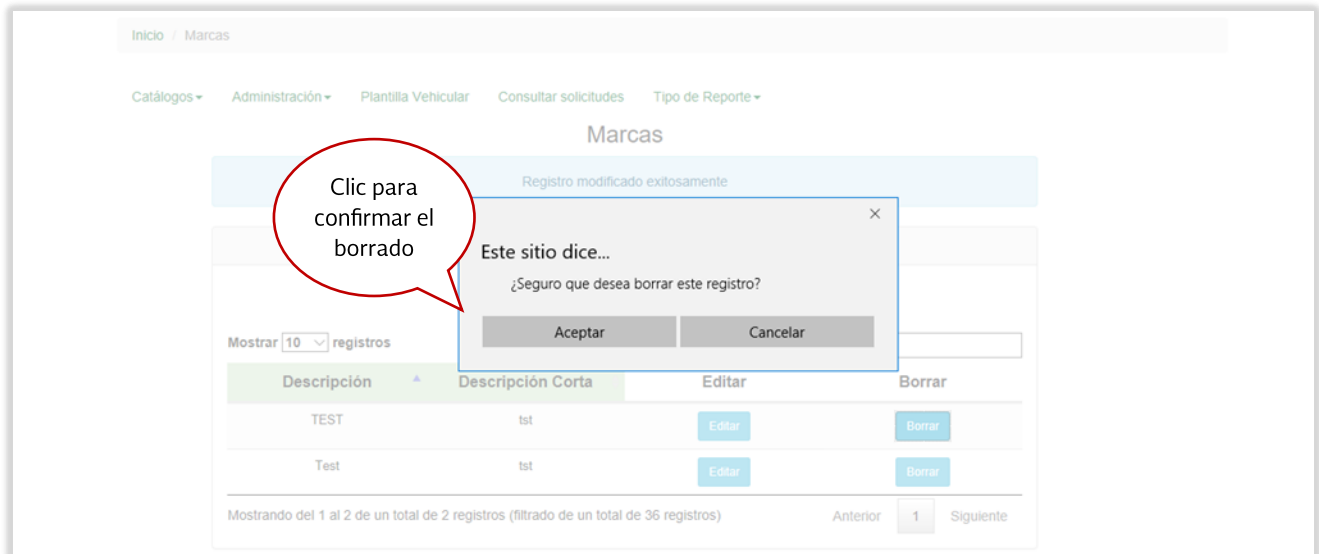 Inicio / Marcas
Catálogos Administración Plantilla Vehicular Consultar solicitudes Tipo de Reporte
Marcas
Registro modificado exitosamente
Clic para
confirmar el
borrado
Este sitio dice...
¿Seguro que desea borrar este registro?
Aceptar Cancelar
Mostrar 10 registros
Descripción Descripción Corta Editar Borrar
TEST tst Editar Borrar
Test tst Editar Borrar
Mostrando del 1 al 2 de un total de 2 registros (filtrado de un total de 36 registros) Anterior 1 Siguiente